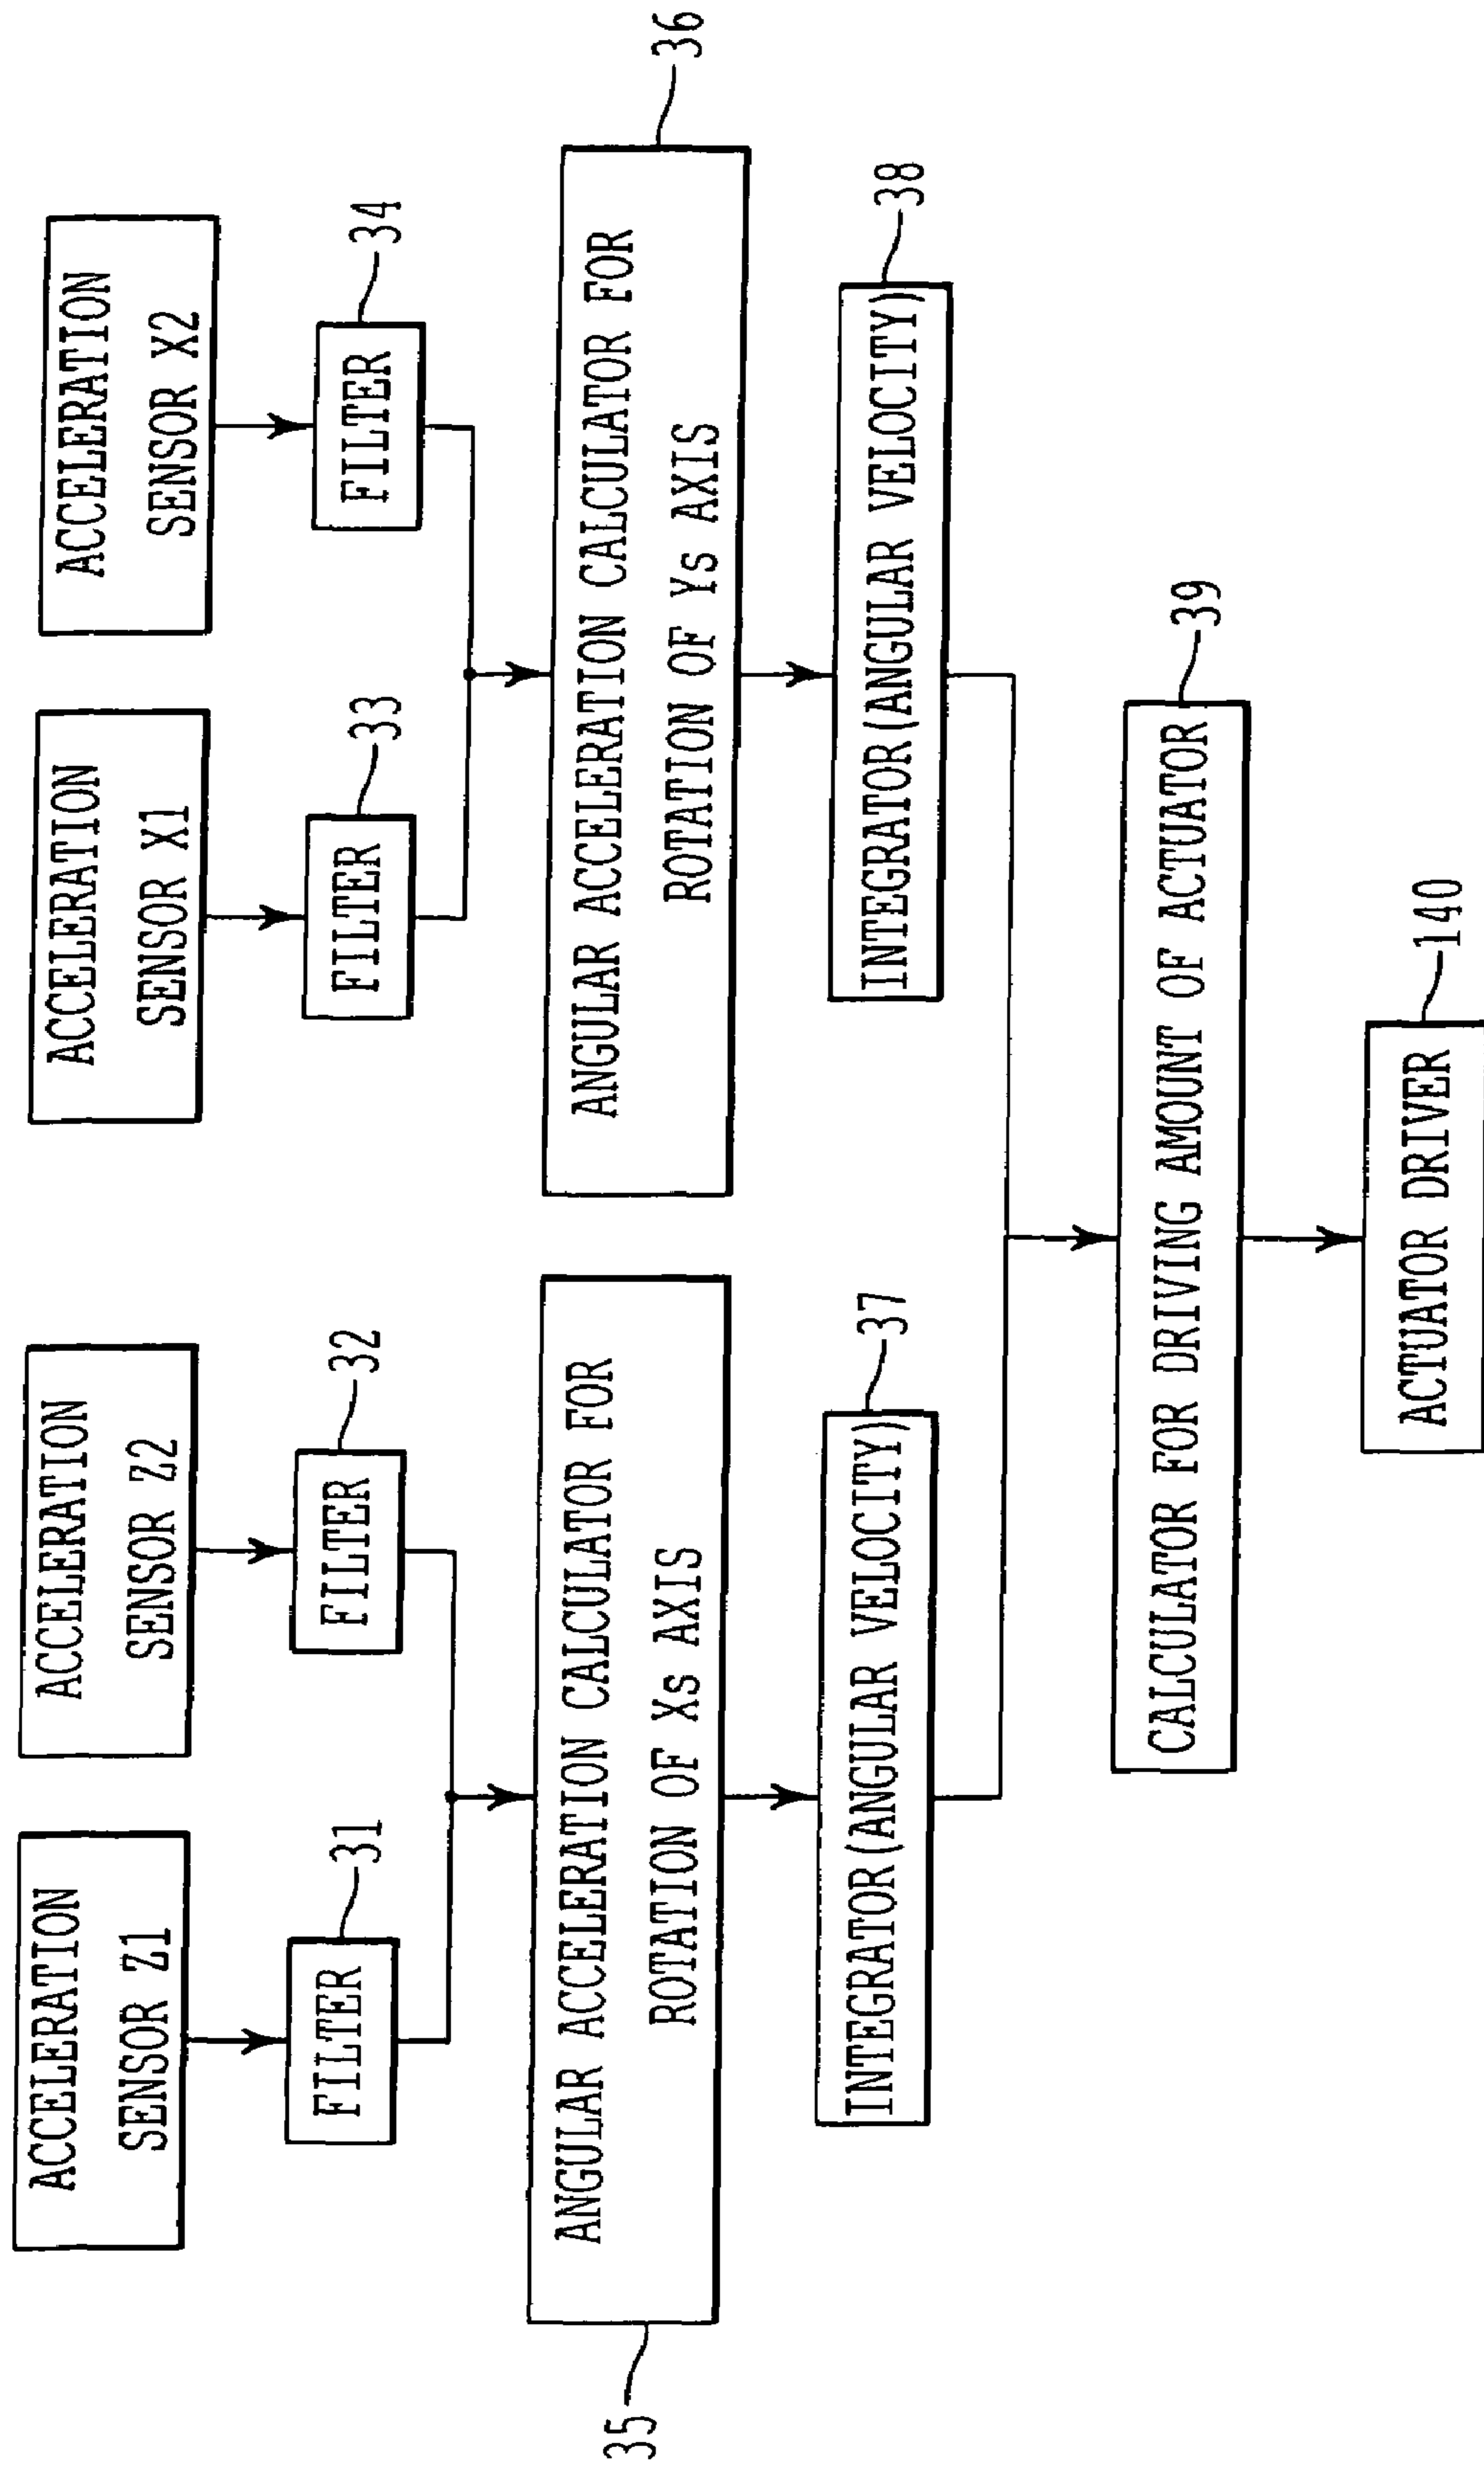 ACCELERATION
SENSOR Z1
ACCELERATION
SENSOR Z2
ACCELERATION
SENSOR X1
ACCELERATION
SENSOR X2
FILTER
31
FILTER
32
FILTER
33
FILTER
34
35
ANGULAR ACCELERATION CALCULATOR FOR
ROTATION OF Xs AXIS
ANGULAR ACCELERATION CALCULATOR FOR
ROTATION OF Ys AXIS
36
INTEGRATOR(ANGULAR VELOCITY)
37
INTEGRATOR(ANGULAR VELOCITY)
38
CALCULATOR FOR DRIVING AMOUNT OF ACTUATOR
39
ACTUATOR DRIVER
140